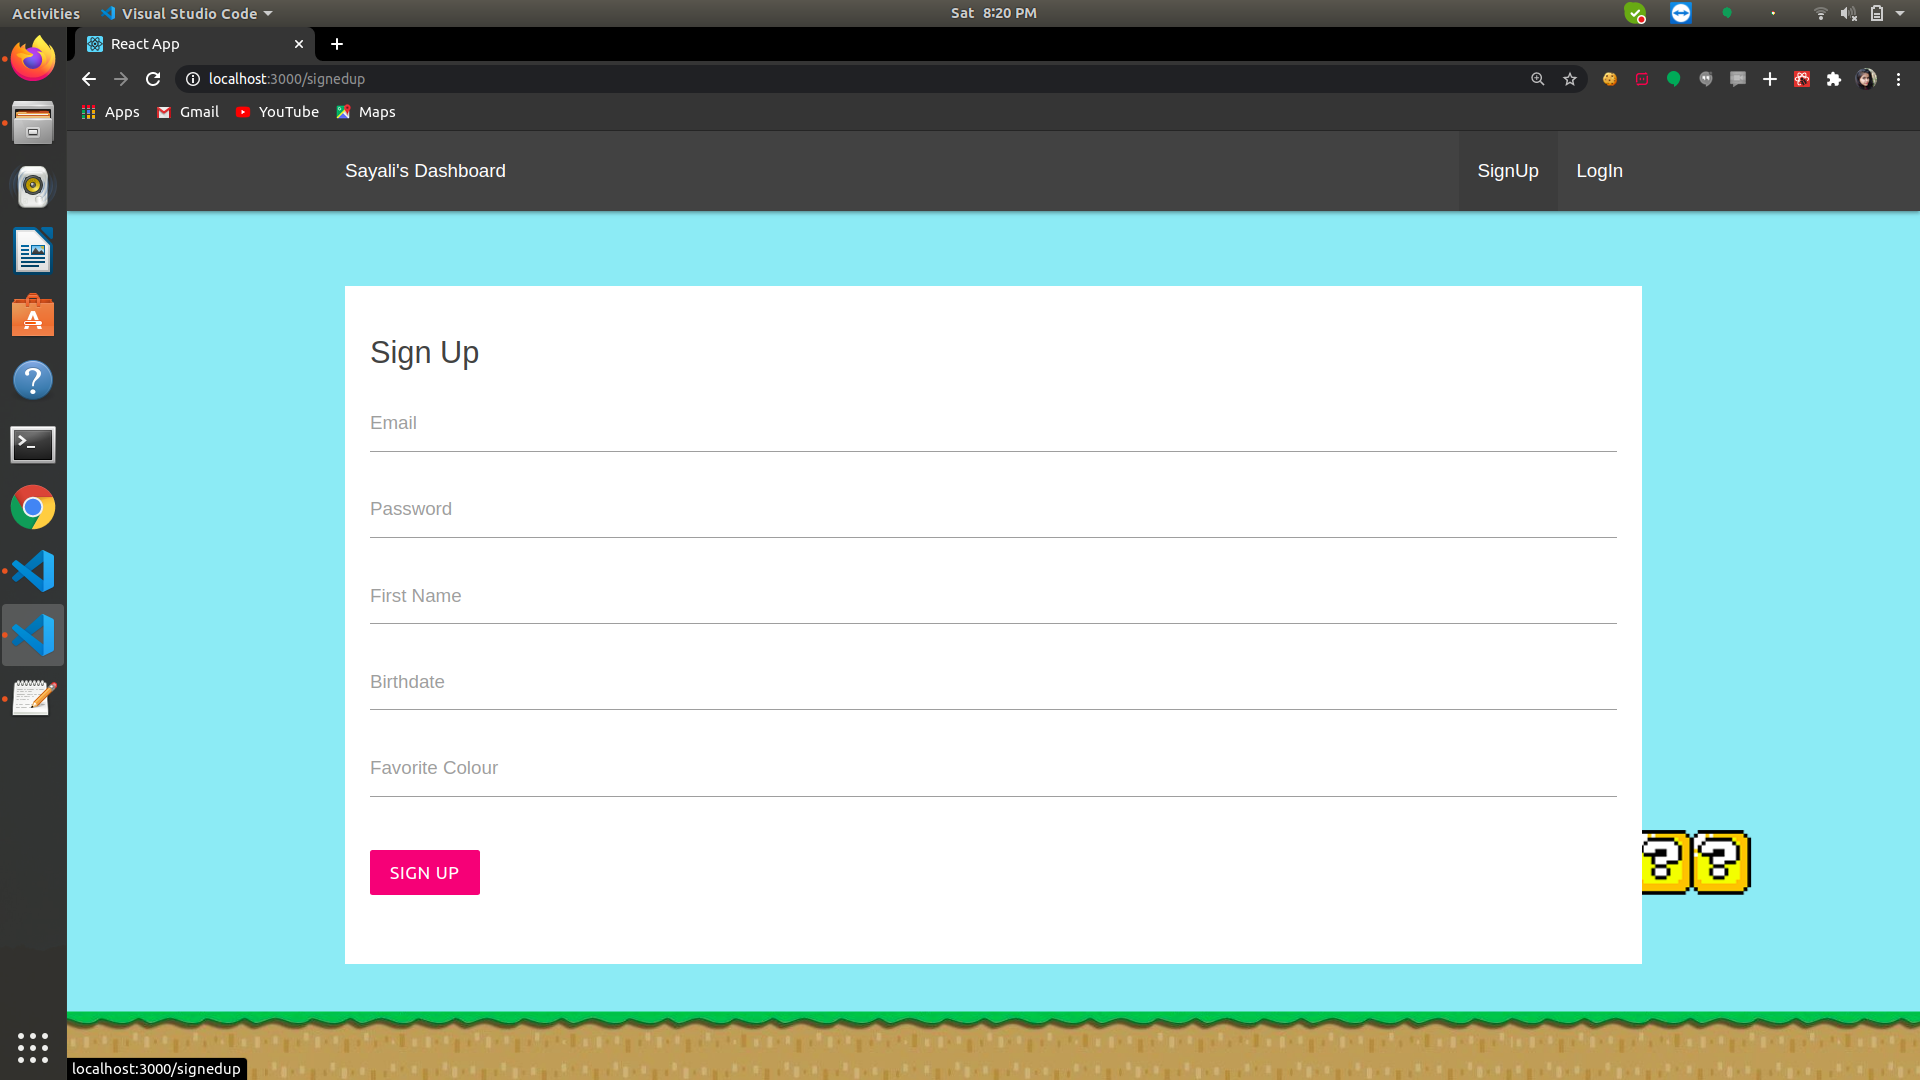 Activities Visual Studio Code Sat 8:20 PM
React App
localhost:3000/signedup
Apps Gmail YouTube Maps
Sayali's Dashboard SignUp LogIn
Sign Up
Email
Password
First Name
Birthdate
Favorite Colour
SIGN UP
? ?
localhost:3000/signedup